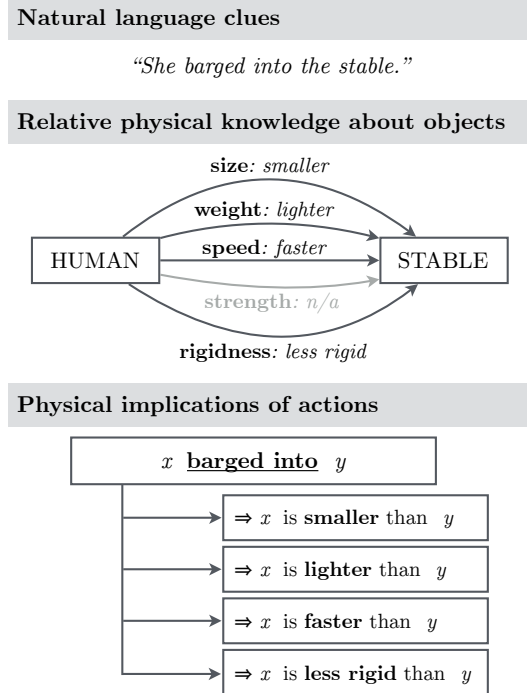 Natural language clues
“She barged into the stable.”
Relative physical knowledge about objects
size: smaller
weight: lighter
speed: faster
HUMAN
STABLE
strength: n/a
rigidness: less rigid
Physical implications of actions
x barged into y
⇒ x is smaller than y
⇒ x is lighter than y
⇒ x is faster than y
⇒ x is less rigid than y